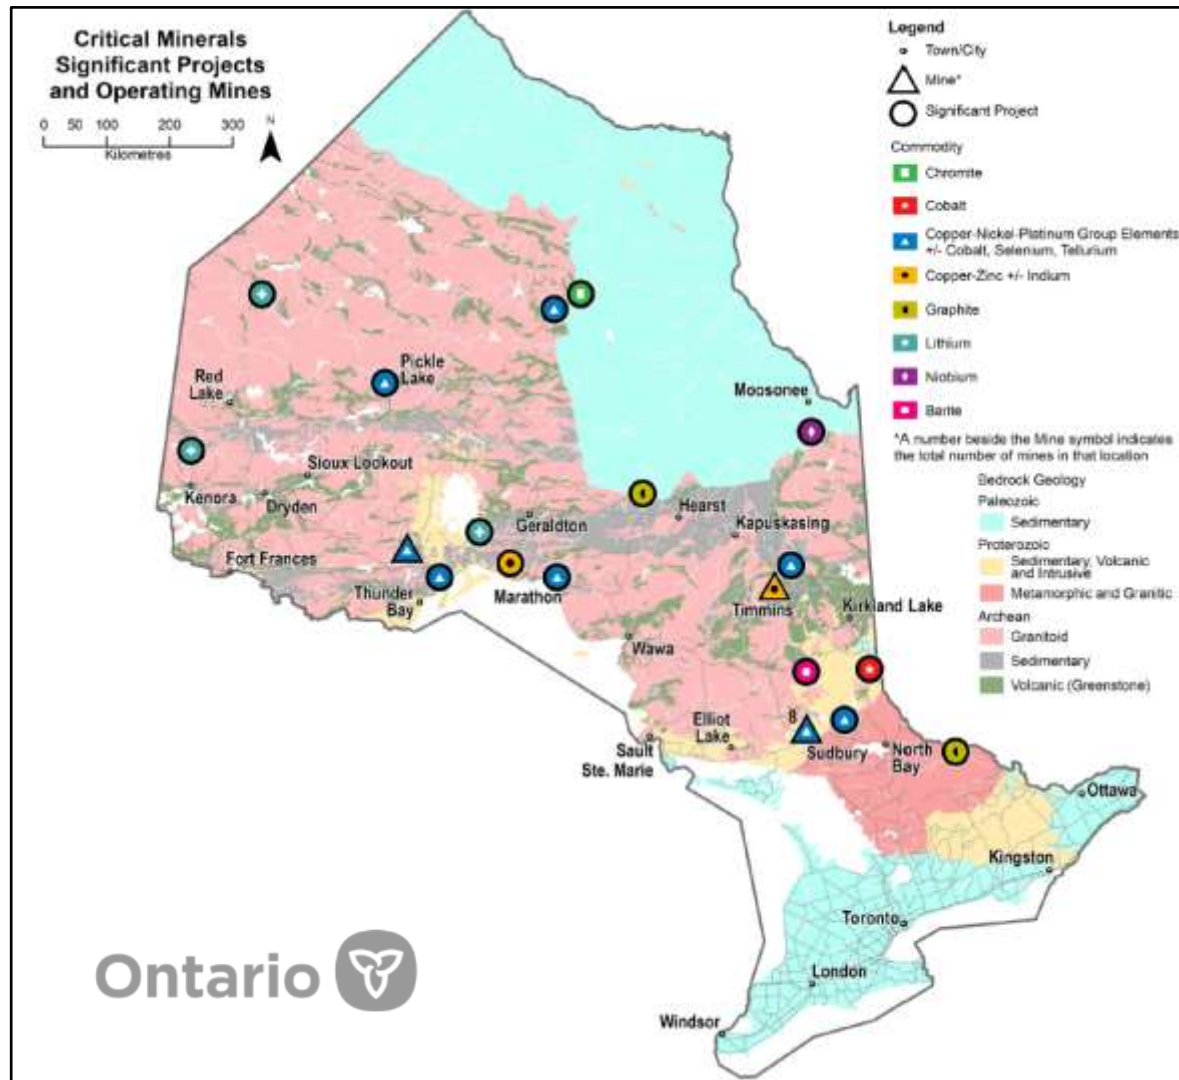 Critical Minerals
Significant Projects
and Operating Mines
0 50 100 200 300
Kilometres
N
Legend
Town/City
Mine*
Significant Project
Commodity
Chromite
Cobalt
Copper-Nickel-Platinum Group Elements
+/- Cobalt, Selenium, Tellurium
Copper-Zinc +/- Indium
Graphite
Lithium
Niobium
Barite
*A number beside the Mine symbol indicates
the total number of mines in that location
Bedrock Geology
Paleozoic
Sedimentary
Proterozoic
Sedimentary, Volcanic
and Intrusive
Metamorphic and Granitic
Archean
Granitoid
Sedimentary
Volcanic (Greenstone)
Pickle
Lake
Red
Lake
Moosonee
Sioux Lookout
Kenora
Dryden
Geraldton
Hearst
Kapuskasing
Fort Frances
Thunder
Bay
Marathon
Timmins
Kirkland Lake
Wawa
8
Elliot
Lake
Sudbury
North
Bay
Sault
Ste. Marie
Ottawa
Kingston
Toronto
London
Windsor
Ontario